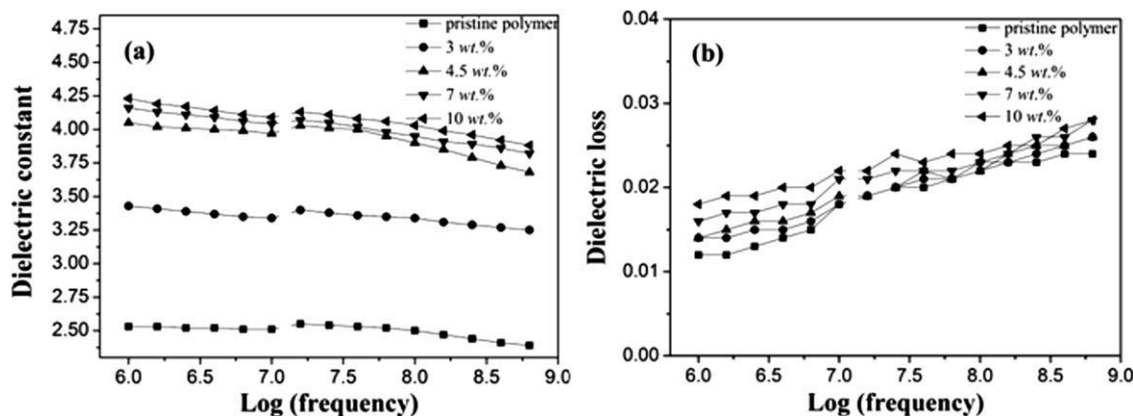 (a)
pristine polymer
3 wt.%
4.5 wt.%
7 wt.%
10 wt.%
Dielectric constant
4.75
4.50
4.25
4.00
3.75
3.50
3.25
3.00
2.75
2.50
6.0 6.5 7.0 7.5 8.0 8.5 9.0
Log (frequency)
(b)
pristine polymer
3 wt.%
4.5 wt.%
7 wt.%
10 wt.%
Dielectric loss
0.04
0.03
0.02
0.01
0.00
6.0 6.5 7.0 7.5 8.0 8.5 9.0
Log (frequency)